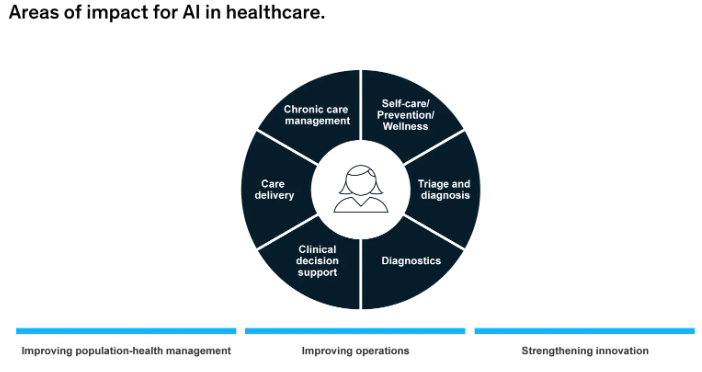 Areas of impact for AI in healthcare.
Chronic care
management
Self-care/
Prevention/
Wellness
Care
delivery
Triage and
diagnosis
Clinical
decision
support
Diagnostics
Improving population-health management
Improving operations
Strengthening innovation